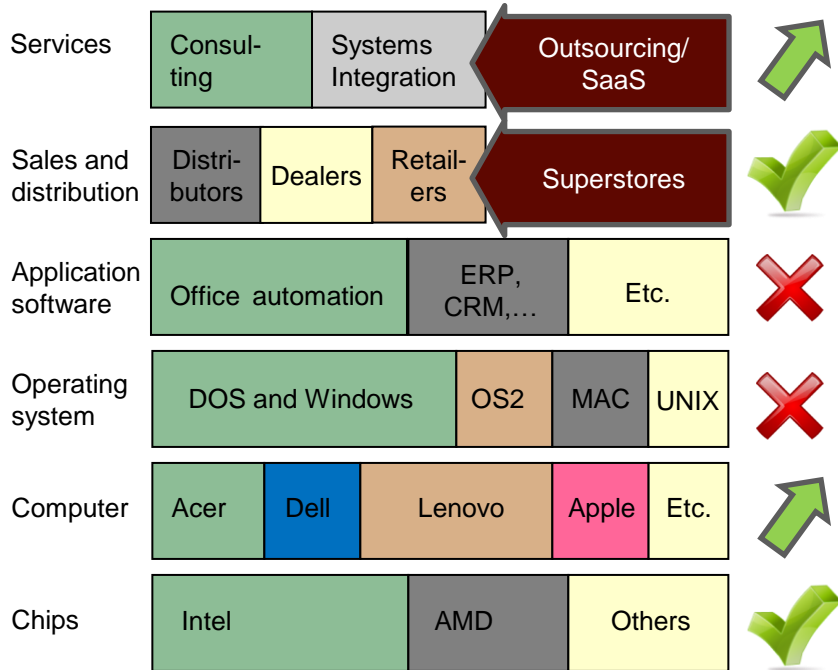 Services
Consul-
ting
Systems
Integration
Outsourcing/
SaaS
Sales and
distribution
Distri-
butors
Dealers
Retail-
ers
Superstores
Application
software
Office automation
ERP,
CRM,…
Etc.
Operating
system
DOS and Windows
OS2
MAC
UNIX
Computer
Acer
Dell
Lenovo
Apple
Etc.
Chips
Intel
AMD
Others